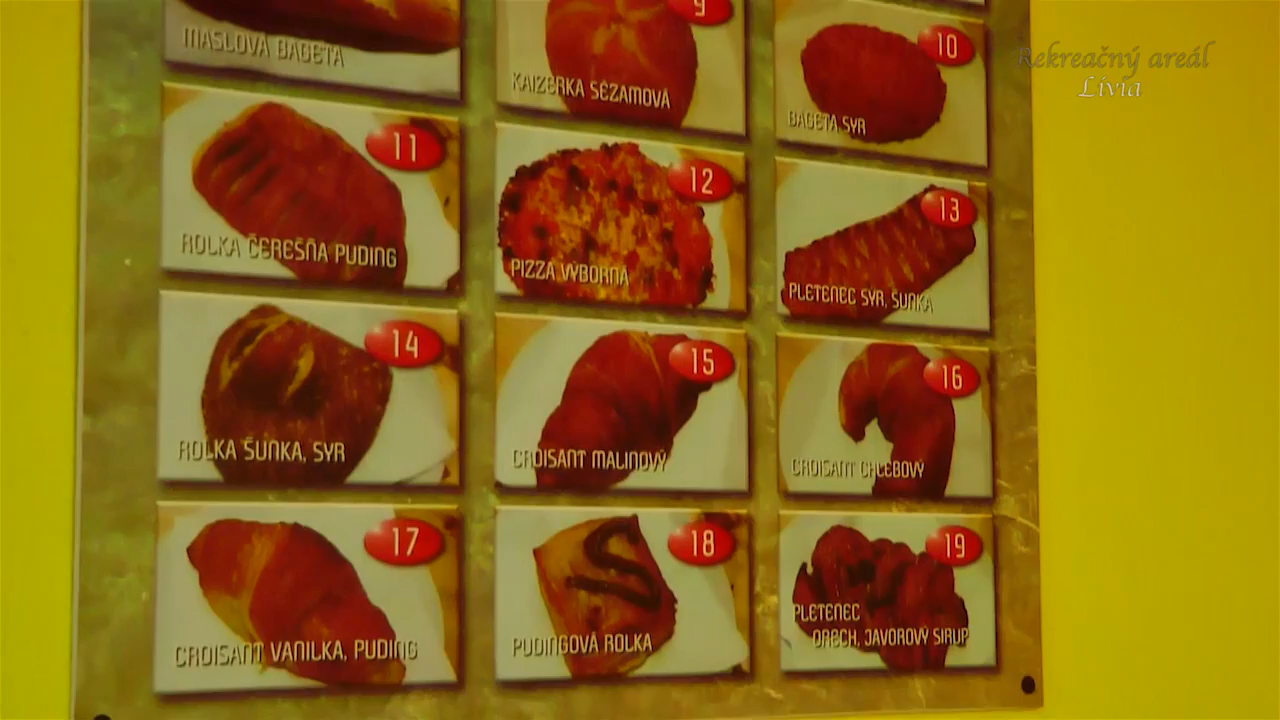 MASLOVÁ BAGETA
9
KAIZERKA SÉZAMOVÁ
10
BAGETA SYR
Rekreačný areál
Lívia
11
ROLKA ČEREŠŇA PUDING
12
PIZZA VÝBORNÁ
13
PLETENEC SYR, ŠUNKA
14
ROLKA ŠUNKA, SYR
15
CROISANT MALINOVÝ
16
CROISANT CHLEBOVÝ
17
CROISANT VANILKA, PUDING
18
PUDINGOVÁ ROLKA
19
PLETENEC
ORECH, JAVOROVÝ SIRUP